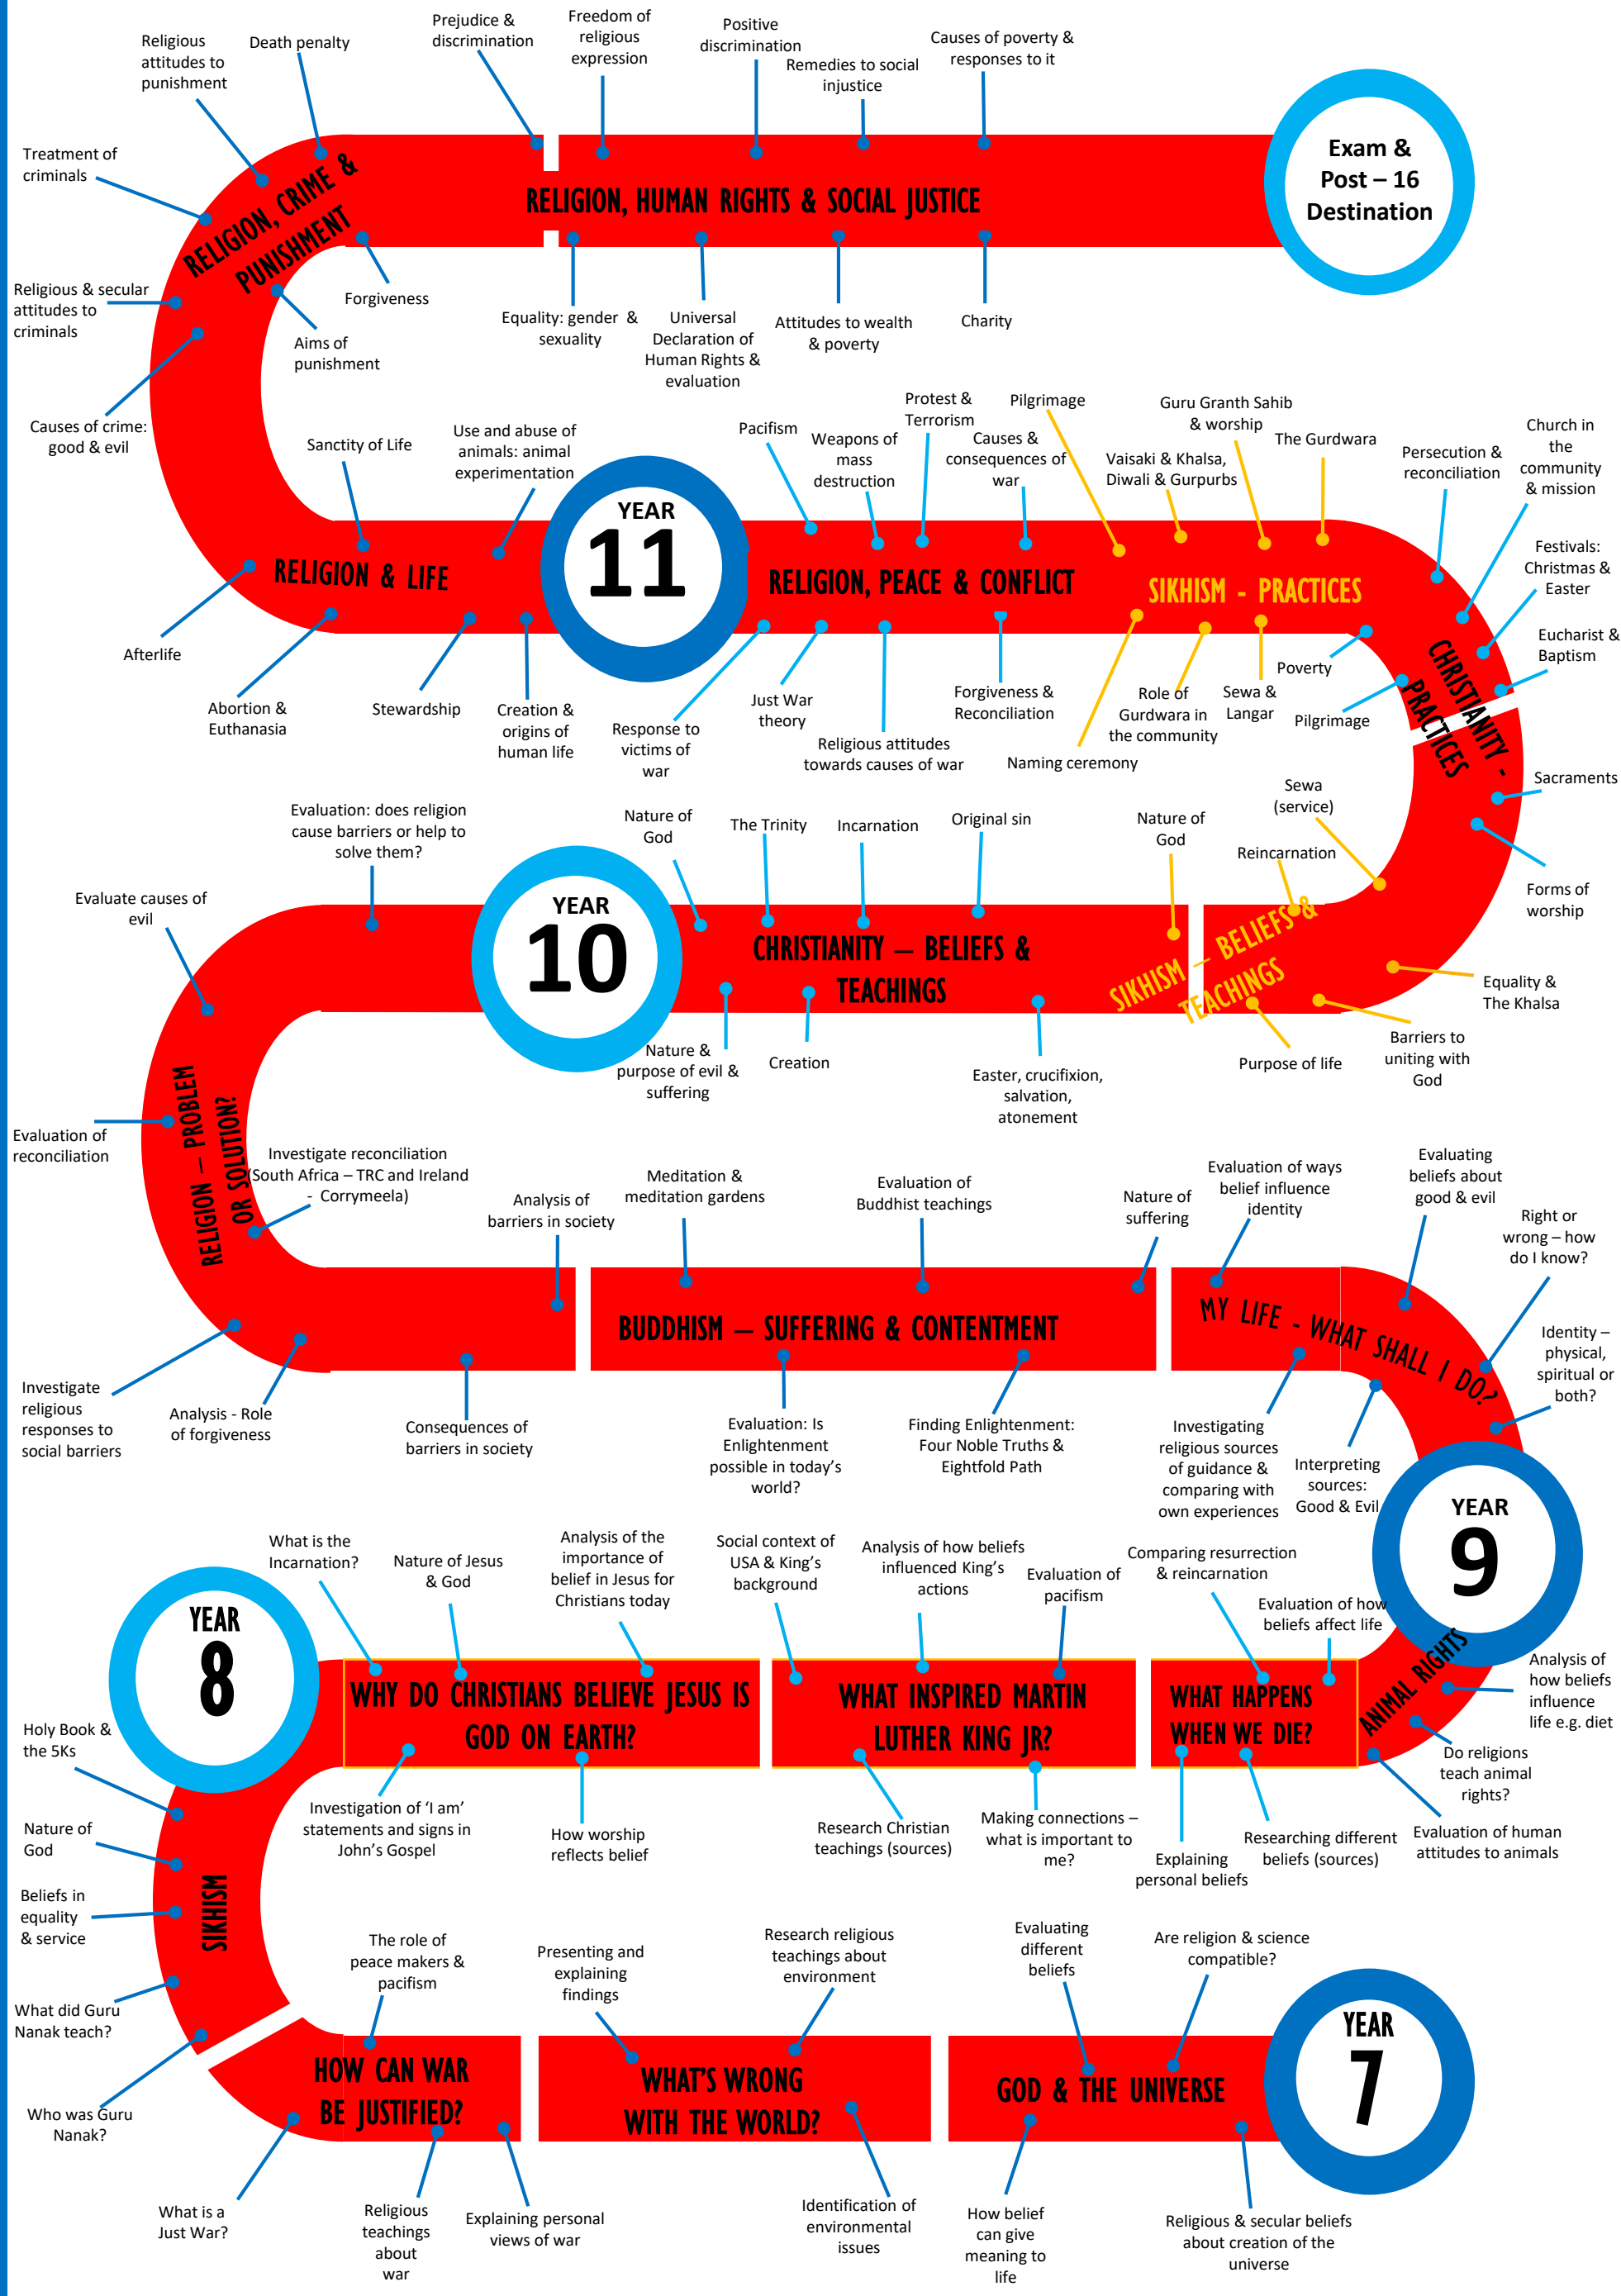 Prejudice &
discrimination
Freedom of
religious
expression
Positive
discrimination
Remedies to social
injustice
Causes of poverty &
responses to it
Religious
attitudes to
punishment
Death penalty
Treatment of
criminals
Exam &
Post – 16
Destination
RELIGION, CRIME &
PUNISHMENT
RELIGION, HUMAN RIGHTS & SOCIAL JUSTICE
Religious & secular
attitudes to
criminals
Forgiveness
Aims of
punishment
Equality: gender &
sexuality
Universal
Declaration of
Human Rights &
evaluation
Attitudes to wealth
& poverty
Charity
Causes of crime:
good & evil
Sanctity of Life
Use and abuse of
animals: animal
experimentation
Pacifism
Weapons of
mass
destruction
Protest &
Terrorism
Causes &
consequences of
war
Pilgrimage
Vaisaki & Khalsa,
Diwali & Gurpurbs
Guru Granth Sahib
& worship
The Gurdwara
Persecution &
reconciliation
Church in
the
community
& mission
Festivals:
Christmas &
Easter
Eucharist &
Baptism
YEAR
11
RELIGION & LIFE
RELIGION, PEACE & CONFLICT
SIKHISM - PRACTICES
CHRISTIANITY -
PRACTICES
Afterlife
Abortion &
Euthanasia
Stewardship
Creation &
origins of
human life
Response to
victims of
war
Just War
theory
Religious attitudes
towards causes of war
Forgiveness &
Reconciliation
Naming ceremony
Role of
Gurdwara in
the community
Sewa &
Langar
Poverty
Pilgrimage
Sacraments
Forms of
worship
Evaluation: does religion
cause barriers or help to
solve them?
Nature of
God
The Trinity
Incarnation
Original sin
Nature of
God
Sewa
(service)
Reincarnation
Evaluate causes of
evil
YEAR
10
CHRISTIANITY – BELIEFS &
TEACHINGS
SIKHISM – BELIEFS &
TEACHINGS
Equality &
The Khalsa
Barriers to
uniting with
God
Purpose of life
Nature &
purpose of evil &
suffering
Creation
Easter, crucifixion,
salvation,
atonement
Evaluation of
reconciliation
RELIGION – PROBLEM
OR SOLUTION?
Investigate reconciliation
(South Africa – TRC and Ireland
- Corrymeela)
Analysis of
barriers in society
Meditation &
meditation gardens
Evaluation of
Buddhist teachings
Nature of
suffering
Evaluation of ways
belief influence
identity
Evaluating
beliefs about
good & evil
Right or
wrong – how
do I know?
Identity –
physical,
spiritual or
both?
BUDDHISM – SUFFERING & CONTENTMENT
MY LIFE - WHAT SHALL I DO?
Investigate
religious
responses to
social barriers
Analysis - Role
of forgiveness
Consequences of
barriers in society
Evaluation: Is
Enlightenment
possible in today's
world?
Finding Enlightenment:
Four Noble Truths &
Eightfold Path
Investigating
religious sources
of guidance &
comparing with
own experiences
Interpreting
sources:
Good & Evil
YEAR
9
What is the
Incarnation?
Nature of Jesus
& God
Analysis of the
importance of
belief in Jesus for
Christians today
Social context of
USA & King's
background
Analysis of how beliefs
influenced King's
actions
Evaluation of
pacifism
Comparing resurrection
& reincarnation
Evaluation of how
beliefs affect life
YEAR
8
WHY DO CHRISTIANS BELIEVE JESUS IS
GOD ON EARTH?
WHAT INSPIRED MARTIN
LUTHER KING JR?
WHAT HAPPENS
WHEN WE DIE?
ANIMAL RIGHTS
Analysis of
how beliefs
influence
life e.g. diet
Do religions
teach animal
rights?
Evaluation of human
attitudes to animals
Holy Book &
the 5Ks
Nature of
God
Beliefs in
equality
& service
What did Guru
Nanak teach?
Who was Guru
Nanak?
SIKHISM
Investigation of 'I am'
statements and signs in
John's Gospel
How worship
reflects belief
Research Christian
teachings (sources)
Making connections –
what is important to
me?
Explaining
personal beliefs
Researching different
beliefs (sources)
The role of
peace makers &
pacifism
Presenting and
explaining
findings
Research religious
teachings about
environment
Evaluating
different
beliefs
Are religion & science
compatible?
YEAR
7
HOW CAN WAR
BE JUSTIFIED?
WHAT'S WRONG
WITH THE WORLD?
GOD & THE UNIVERSE
What is a
Just War?
Religious
teachings
about
war
Explaining personal
views of war
Identification of
environmental
issues
How belief
can give
meaning to
life
Religious & secular beliefs
about creation of the
universe